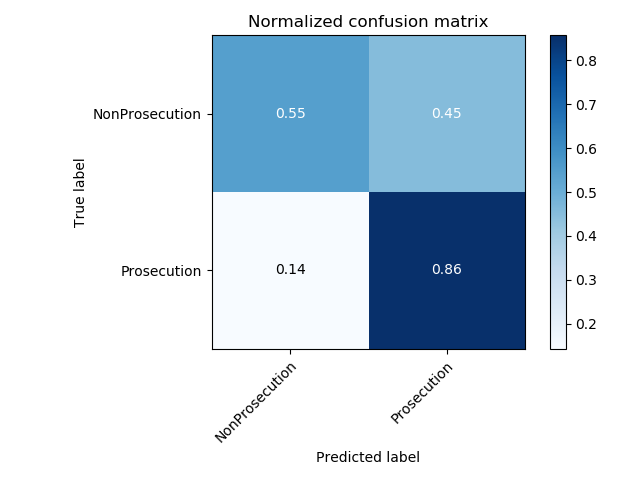 Normalized confusion matrix
NonProsecution
0.55
0.45
Prosecution
0.14
0.86
True label
NonProsecution
Prosecution
Predicted label
0.8
0.7
0.6
0.5
0.4
0.3
0.2